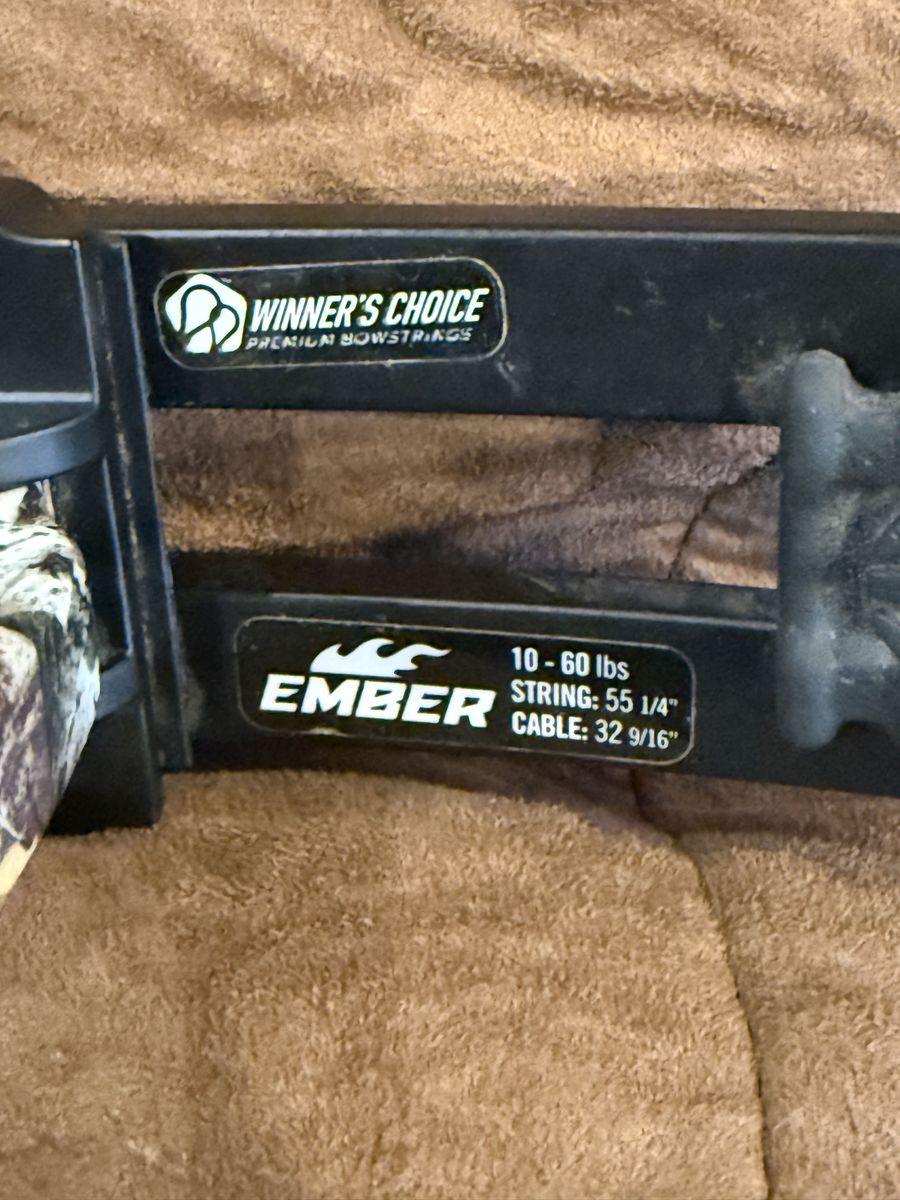 WINNER'S CHOICE
PREMIUM BOWSTRINGS
EMBER
10 - 60 lbs
STRING: 55 1/4"
CABLE: 32 9/16"